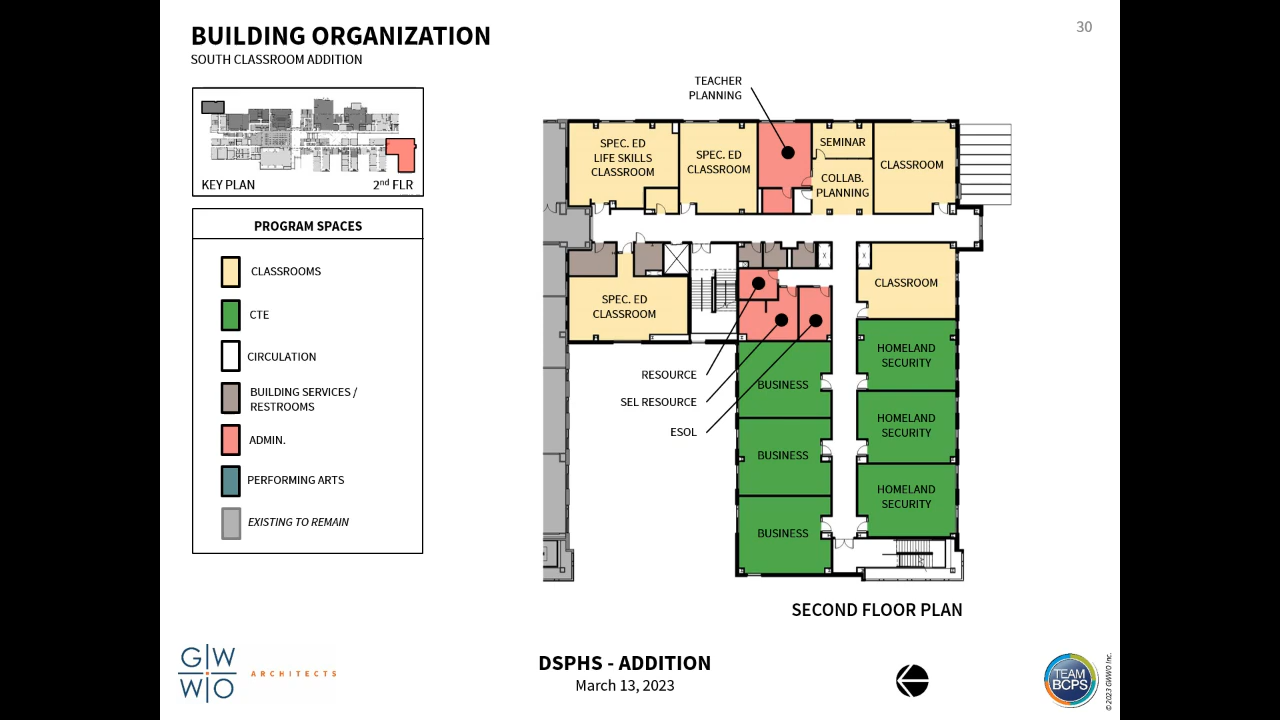 BUILDING ORGANIZATION
SOUTH CLASSROOM ADDITION
30
KEY PLAN
2nd FLR
PROGRAM SPACES
CLASSROOMS
CTE
CIRCULATION
BUILDING SERVICES /
RESTROOMS
ADMIN.
PERFORMING ARTS
EXISTING TO REMAIN
TEACHER
PLANNING
SPEC. ED
LIFE SKILLS
CLASSROOM
SPEC. ED
CLASSROOM
SEMINAR
COLLAB.
PLANNING
CLASSROOM
SPEC. ED
CLASSROOM
CLASSROOM
RESOURCE
SEL RESOURCE
ESOL
BUSINESS
BUSINESS
BUSINESS
HOMELAND
SECURITY
HOMELAND
SECURITY
HOMELAND
SECURITY
SECOND FLOOR PLAN
GW
WO
ARCHITECTS
DSPHS - ADDITION
March 13, 2023
TEAM
BCPS
© 2023 GWWO Inc.